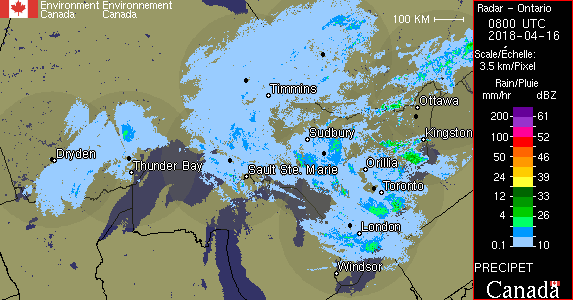 Environment Environnement
Canada Canada
Radar - Ontario
0800 UTC
2018-04-16
Scale/Échelle:
3.5 km/Pixel
Rain/Pluie
mm/hr dBZ
200 61
100 52
50 46
24 39
12 33
4 26
1 18
0.1 10
PRECIPET
Canada
100 KM
Timmins
Ottawa
Sudbury
Kingston
Dryden
Thunder Bay
Sault Ste. Marie
Orillia
Toronto
London
Windsor